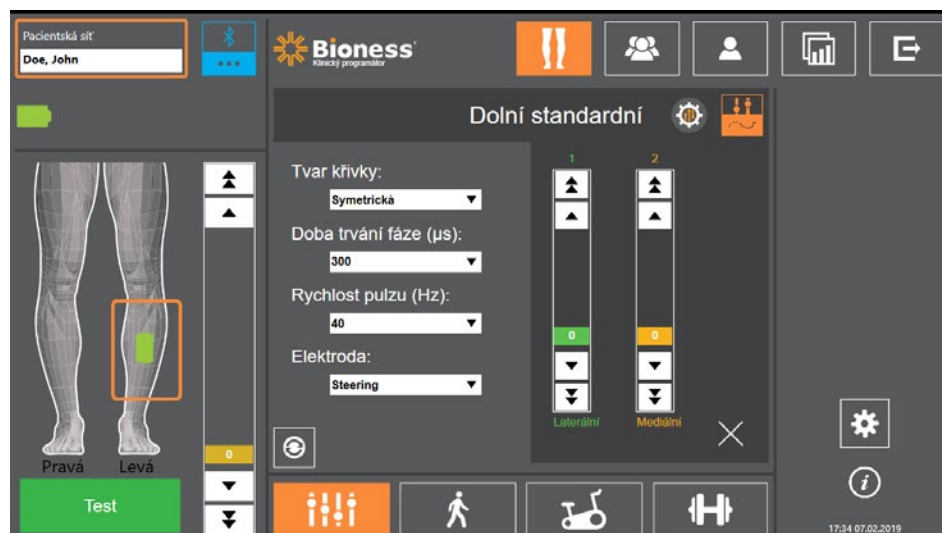 Pacientská síť
Doe, John
Bioness
Klinický programátor
Dolní standardní
Tvar křivky:
Symetrická
Doba trvání fáze (µs):
300
Rychlost pulzu (Hz):
40
Elektroda:
Steering
1
2
0
0
Laterální
Mediální
Pravá
Levá
0
Test
17:34 07.02.2019